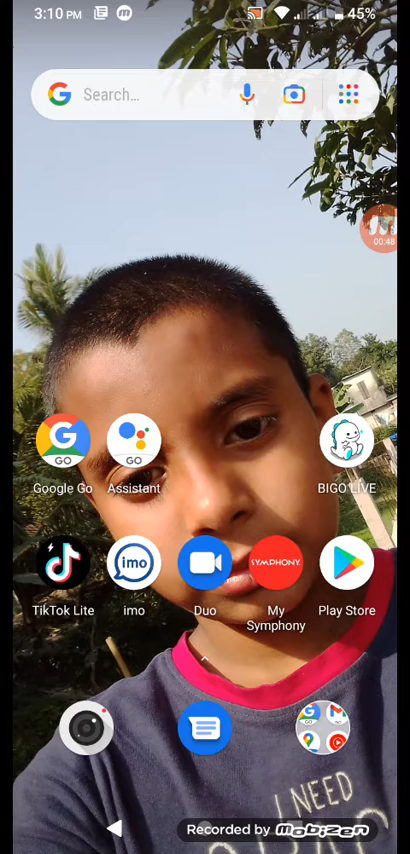 3:10 PM
45%
Search...
00:48
GO
GO
Google Go
Assistant
BIGO LIVE
imo
SYMPHONY
TikTok Lite
imo
Duo
My
Symphony
Play Store
I NEED
Recorded by mobizen